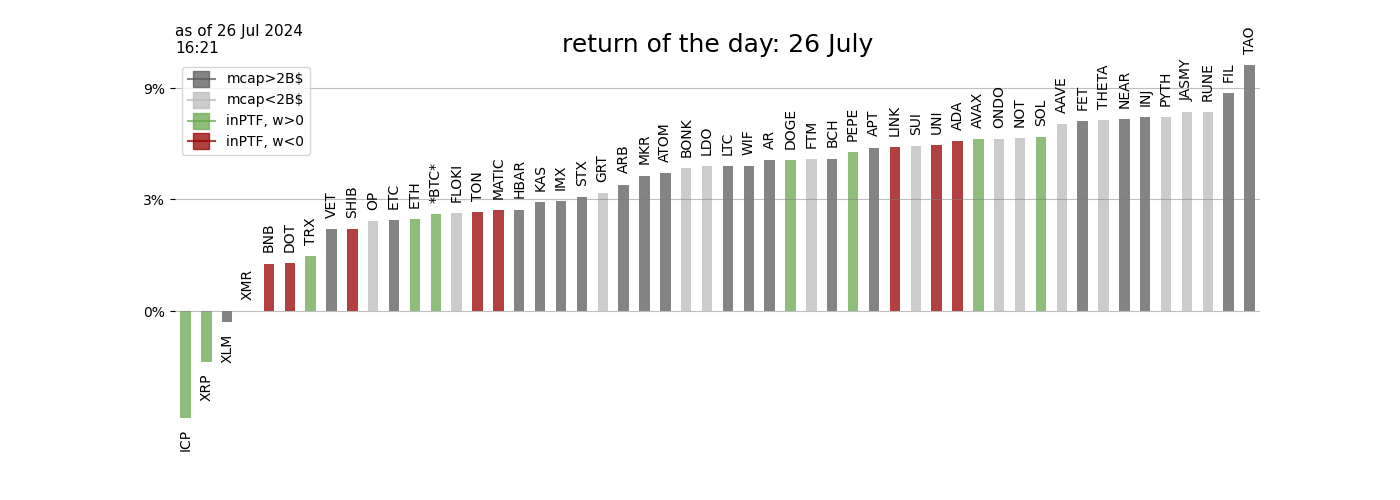 as of 26 Jul 2024
16:21
return of the day: 26 July
mcap>2B$
mcap<2B$
inPTF, w>0
inPTF, w<0
9%
3%
0%
ICP
XRP
XLM
XMR
BNB
DOT
TRX
VET
SHIB
OP
ETC
ETH
*BTC*
FLOKI
TON
MATIC
HBAR
KAS
IMX
STX
GRT
ARB
MKR
ATOM
BONK
LDO
LTC
WIF
AR
DOGE
FTM
BCH
PEPE
APT
LINK
SUI
UNI
ADA
AVAX
ONDO
NOT
SOL
AAVE
FET
THETA
NEAR
INJ
PYTH
JASMY
RUNE
FIL
TAO